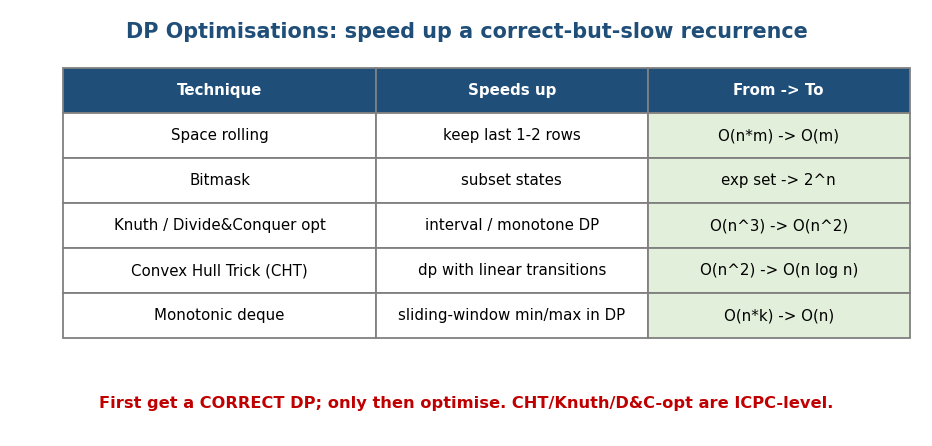 DP Optimisations: speed up a correct-but-slow recurrence
Technique Speeds up From -> To
Space rolling keep last 1-2 rows O(n*m) -> O(m)
Bitmask subset states exp set -> 2^n
Knuth / Divide&Conquer opt interval / monotone DP O(n^3) -> O(n^2)
Convex Hull Trick (CHT) dp with linear transitions O(n^2) -> O(n log n)
Monotonic deque sliding-window min/max in DP O(n*k) -> O(n)
First get a CORRECT DP; only then optimise. CHT/Knuth/D&C-opt are ICPC-level.